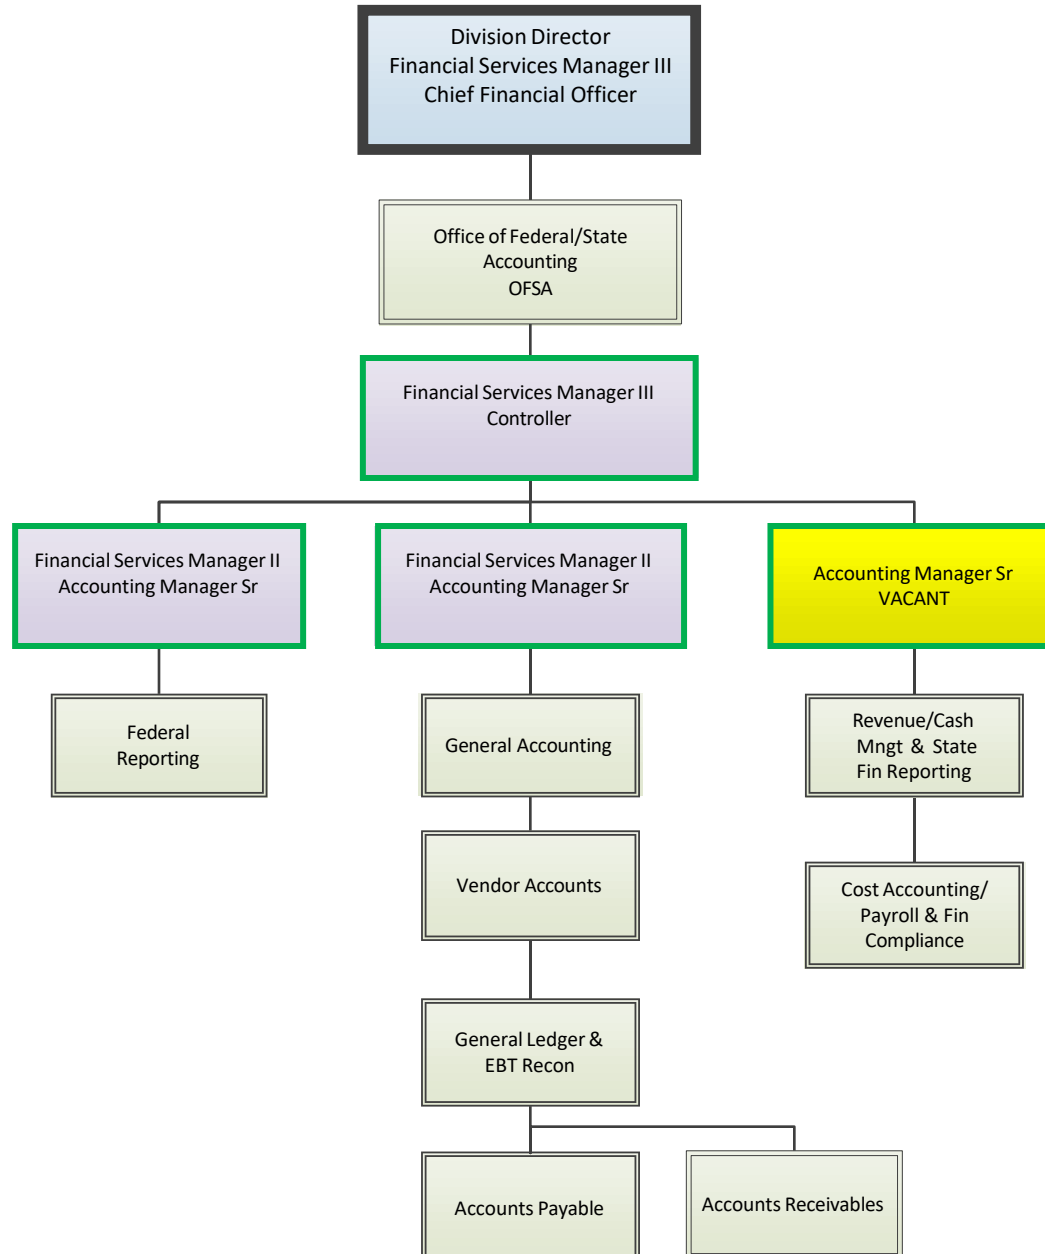 Division Director
Financial Services Manager III
Chief Financial Officer
Office of Federal/State
Accounting
OFSA
Financial Services Manager III
Controller
Financial Services Manager II
Accounting Manager Sr
Financial Services Manager II
Accounting Manager Sr
Accounting Manager Sr
VACANT
Federal
Reporting
General Accounting
Revenue/Cash
Mngt & State
Fin Reporting
Vendor Accounts
Cost Accounting/
Payroll & Fin
Compliance
General Ledger &
EBT Recon
Accounts Payable
Accounts Receivables